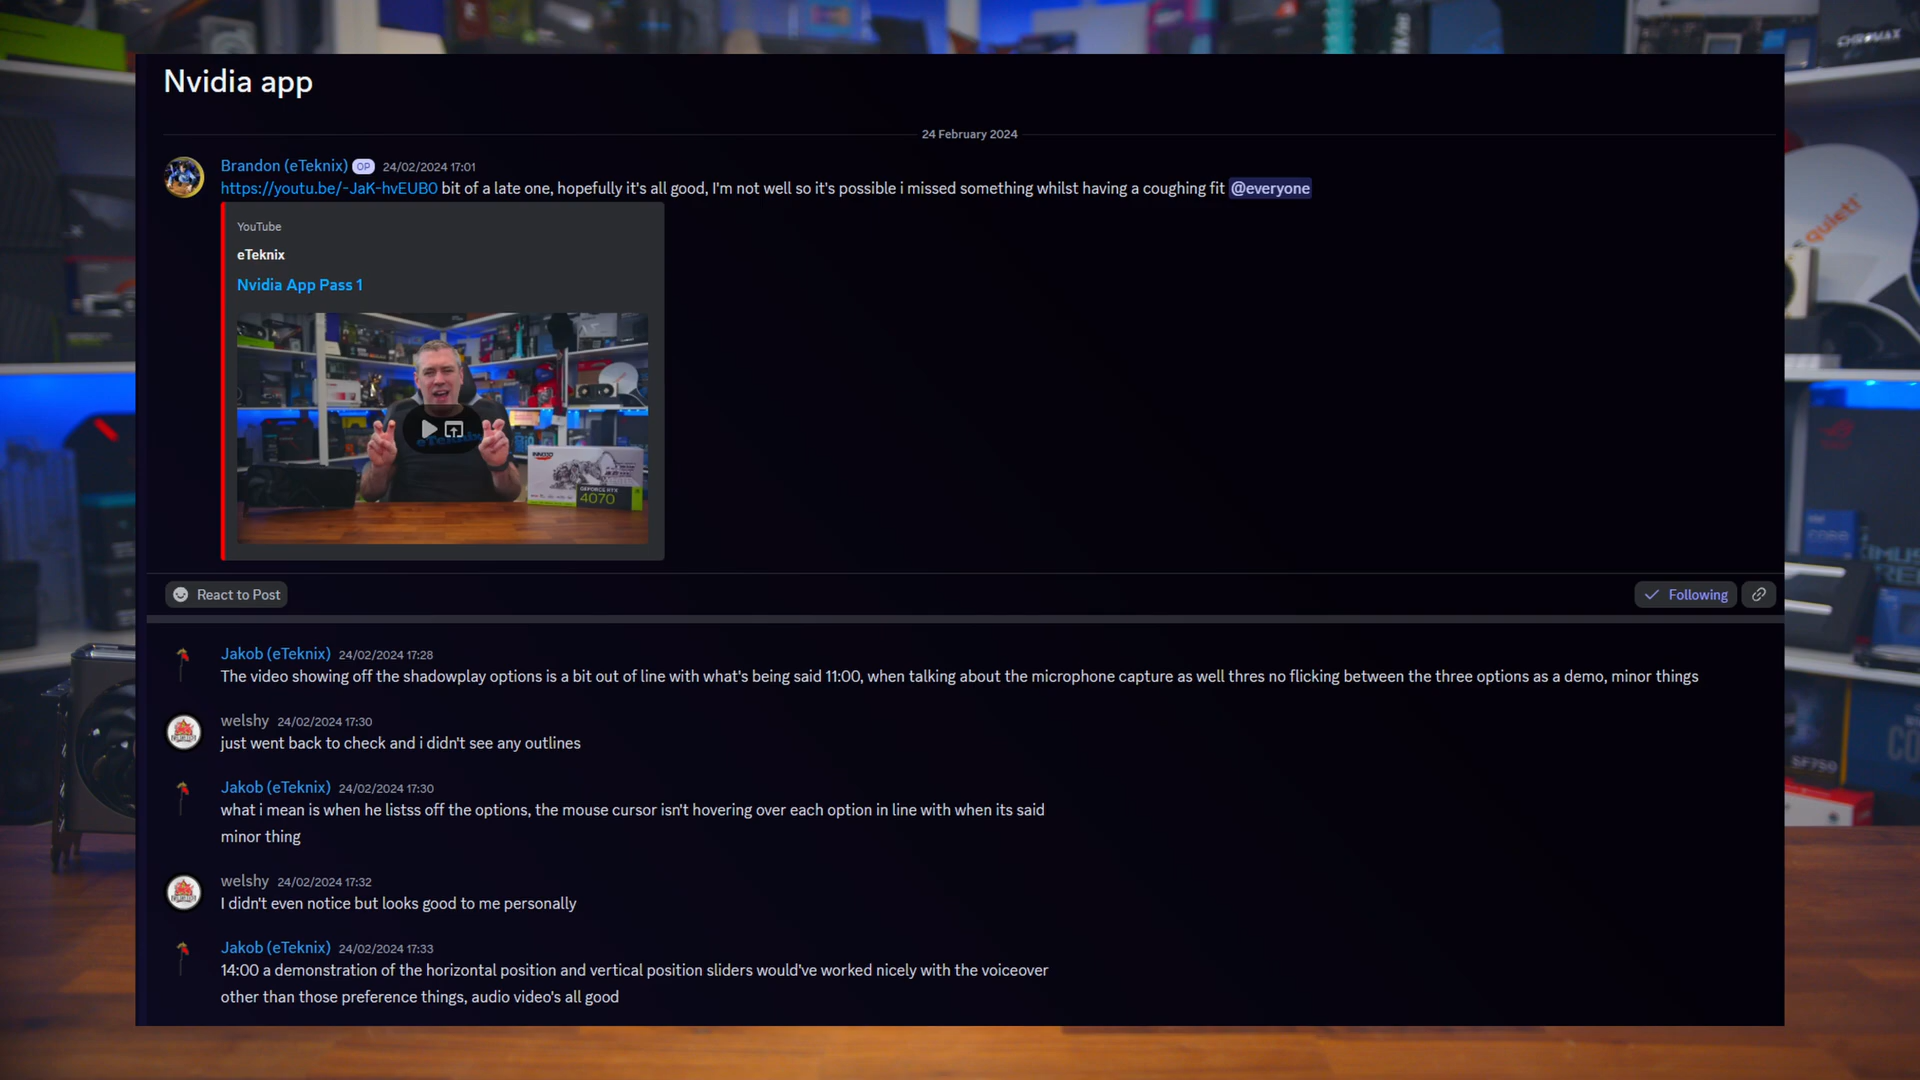 CHROMAX
Nvidia app
24 February 2024
Brandon (eTeknix) OP 24/02/2024 17:01
https://youtu.be/-JaK-hvEUB0 bit of a late one, hopefully it's all good, I'm not well so it's possible i missed something whilst having a coughing fit @everyone
YouTube
eTeknix
Nvidia App Pass 1
eTeknix
INNO3D
GEFORCE RTX
4070
quiet!
React to Post
Following
Jakob (eTeknix) 24/02/2024 17:28
The video showing off the shadowplay options is a bit out of line with what's being said 11:00, when talking about the microphone capture as well thres no flicking between the three options as a demo, minor things
welshy 24/02/2024 17:30
just went back to check and i didn't see any outlines
Jakob (eTeknix) 24/02/2024 17:30
what i mean is when he listss off the options, the mouse cursor isn't hovering over each option in line with when its said
minor thing
welshy 24/02/2024 17:32
I didn't even notice but looks good to me personally
Jakob (eTeknix) 24/02/2024 17:33
14:00 a demonstration of the horizontal position and vertical position sliders would've worked nicely with the voiceover
other than those preference things, audio video's all good
SF750